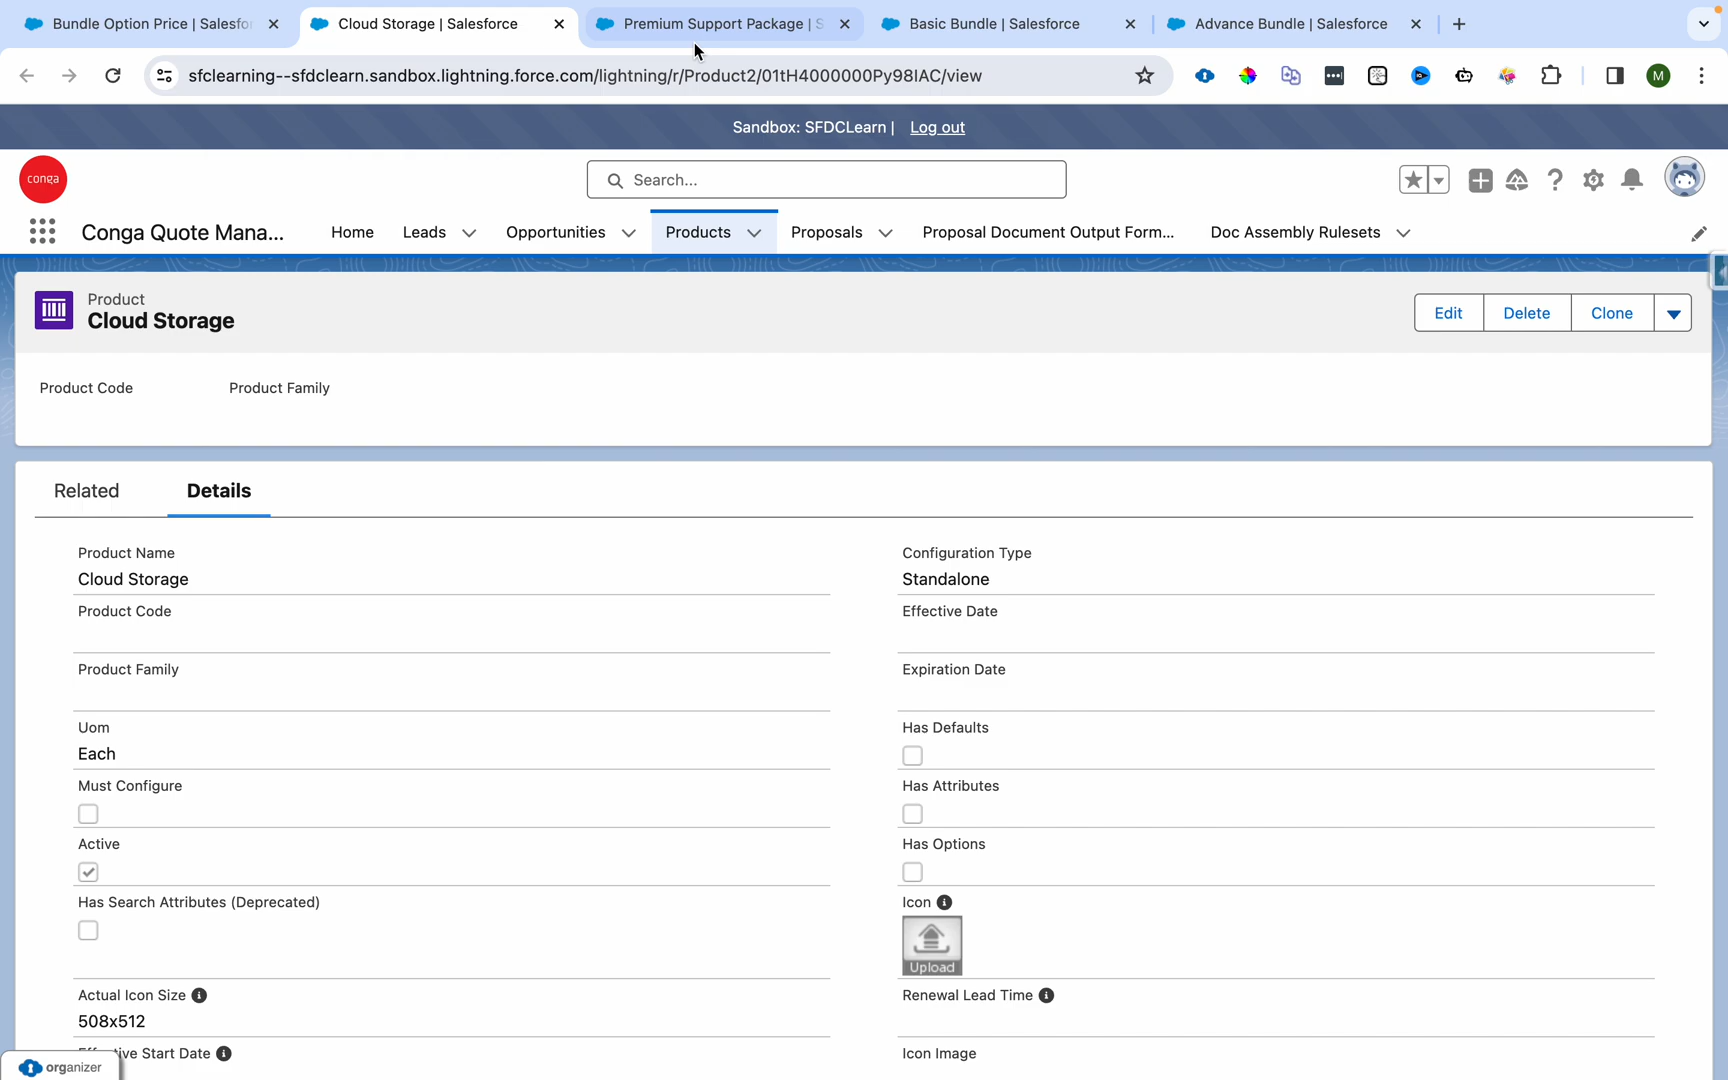 Bundle Option Price | Salesfo
Cloud Storage | Salesforce
Premium Support Package | S
Basic Bundle | Salesforce
Advance Bundle | Salesforce
sfclearning--sfdclearn.sandbox.lightning.force.com/lightning/r/Product2/01tH4000000Py98IAC/view
M
Sandbox: SFDCLearn | Log out
conga
Search...
Conga Quote Mana...
Home
Leads
Opportunities
Products
Proposals
Proposal Document Output Form...
Doc Assembly Rulesets
Product
Cloud Storage
Edit
Delete
Clone
Product Code
Product Family
Related
Details
Product Name
Cloud Storage
Configuration Type
Standalone
Product Code
Effective Date
Product Family
Expiration Date
Uom
Each
Has Defaults
Must Configure
Has Attributes
Active
Has Options
Has Search Attributes (Deprecated)
Icon
Upload
Actual Icon Size
508x512
Renewal Lead Time
ive Start Date
Icon Image
organizer